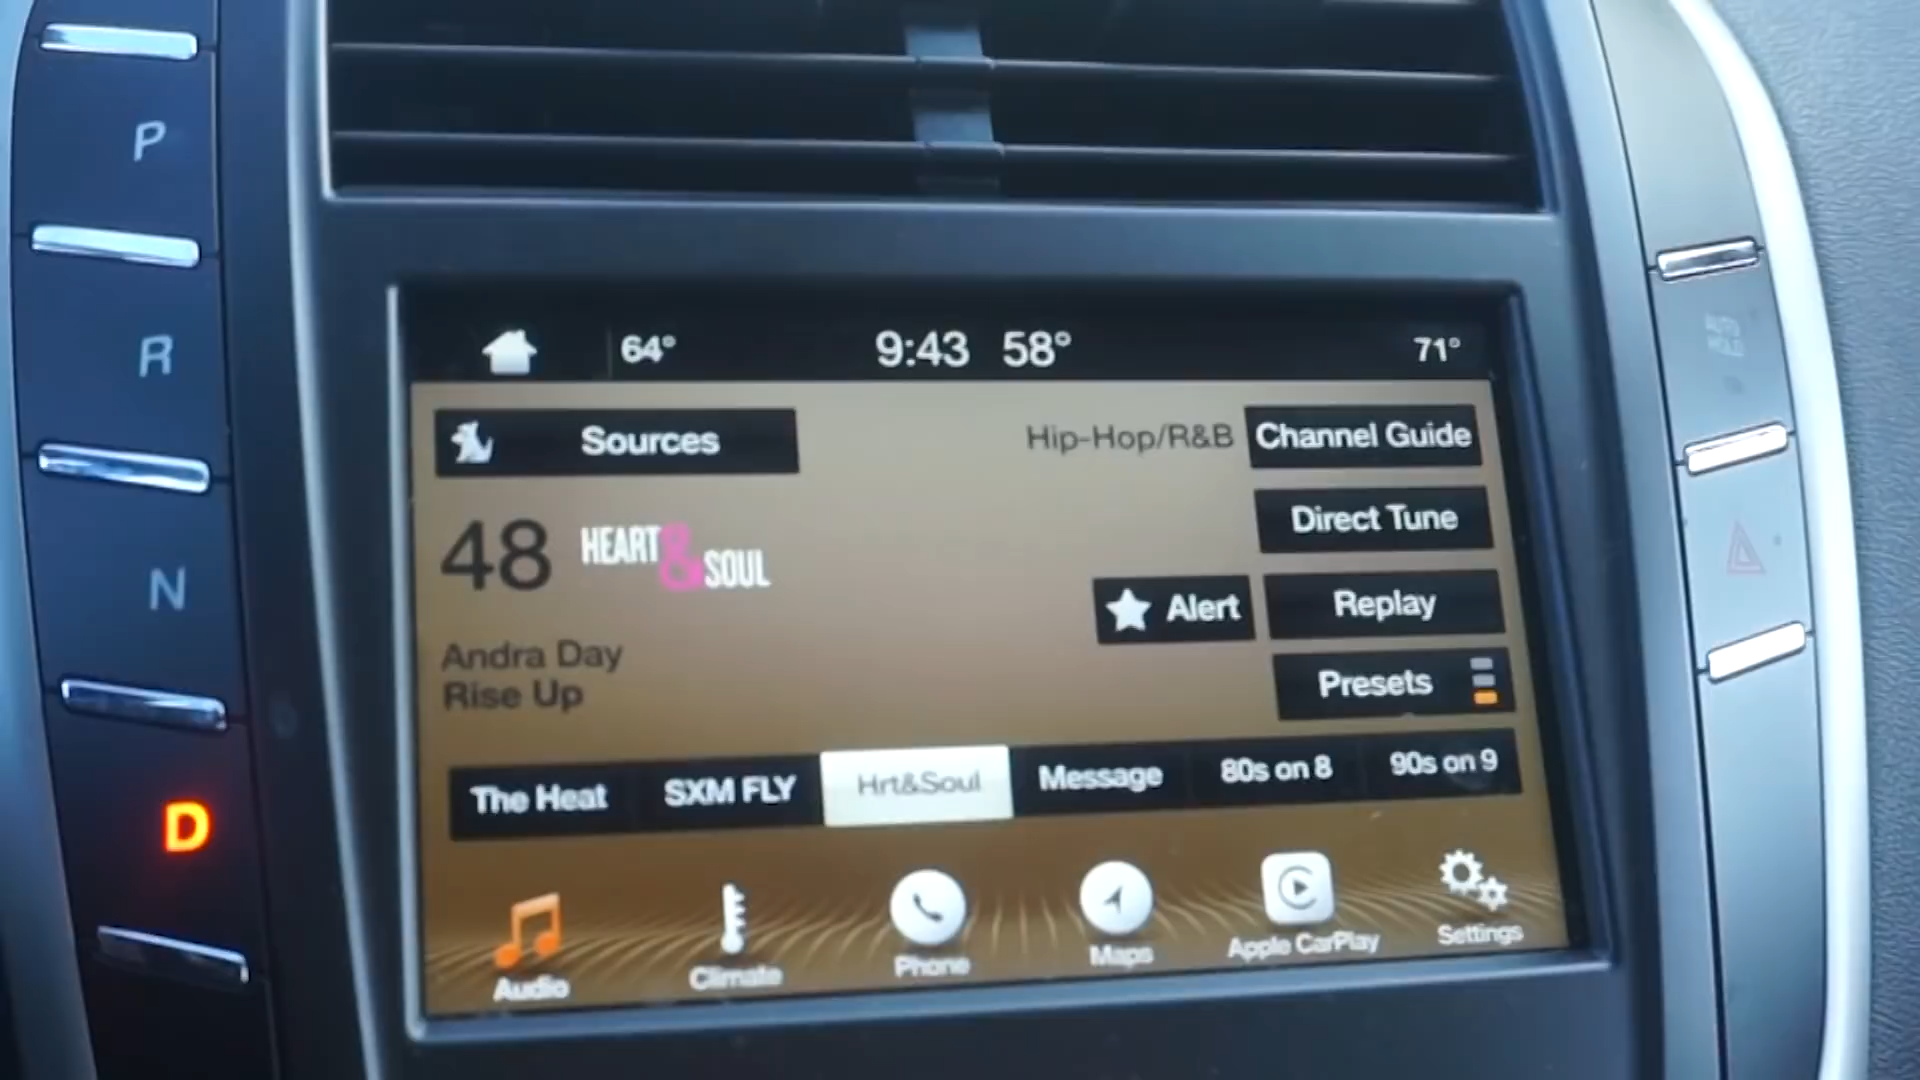 P
R
N
D
64° 9:43 58° 71°
Sources
Hip-Hop/R&B
Channel Guide
48
HEART&SOUL
Direct Tune
Alert
Replay
Andra Day
Rise Up
Presets
The Heat
SXM FLY
Hrt&Soul
Message
80s on 8
90s on 9
Audio
Climate
Phone
Maps
Apple CarPlay
Settings
AUTO
HOLD